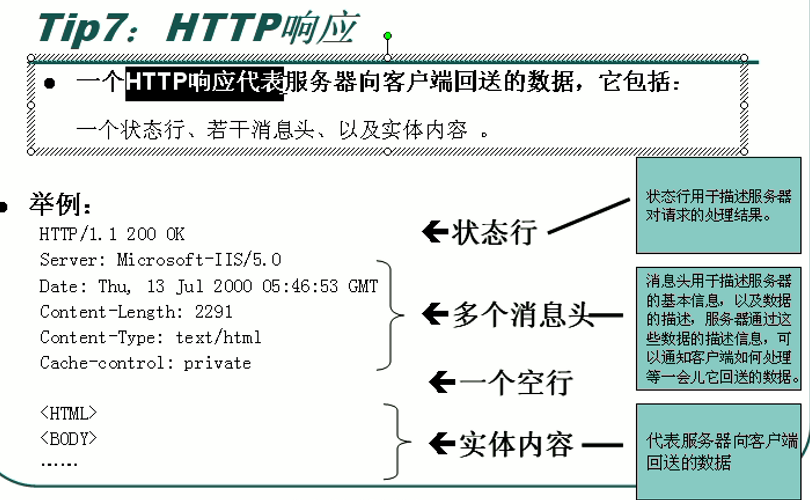 Tip7：HTTP响应
一个HTTP响应代表服务器向客户端回送的数据，它包括：
一个状态行、若干消息头、以及实体内容 。
举例：
HTTP/1.1 200 OK
Server: Microsoft-IIS/5.0
Date: Thu, 13 Jul 2000 05:46:53 GMT
Content-Length: 2291
Content-Type: text/html
Cache-control: private
<HTML>
<BODY>
……
状态行
多个消息头
一个空行
实体内容
状态行用于描述服务器
对请求的处理结果。
消息头用于描述服务器
的基本信息，以及数据
的描述，服务器通过这
些数据的描述信息，可
以通知客户端如何处理
等一会儿它回送的数据。
代表服务器向客户端
回送的数据